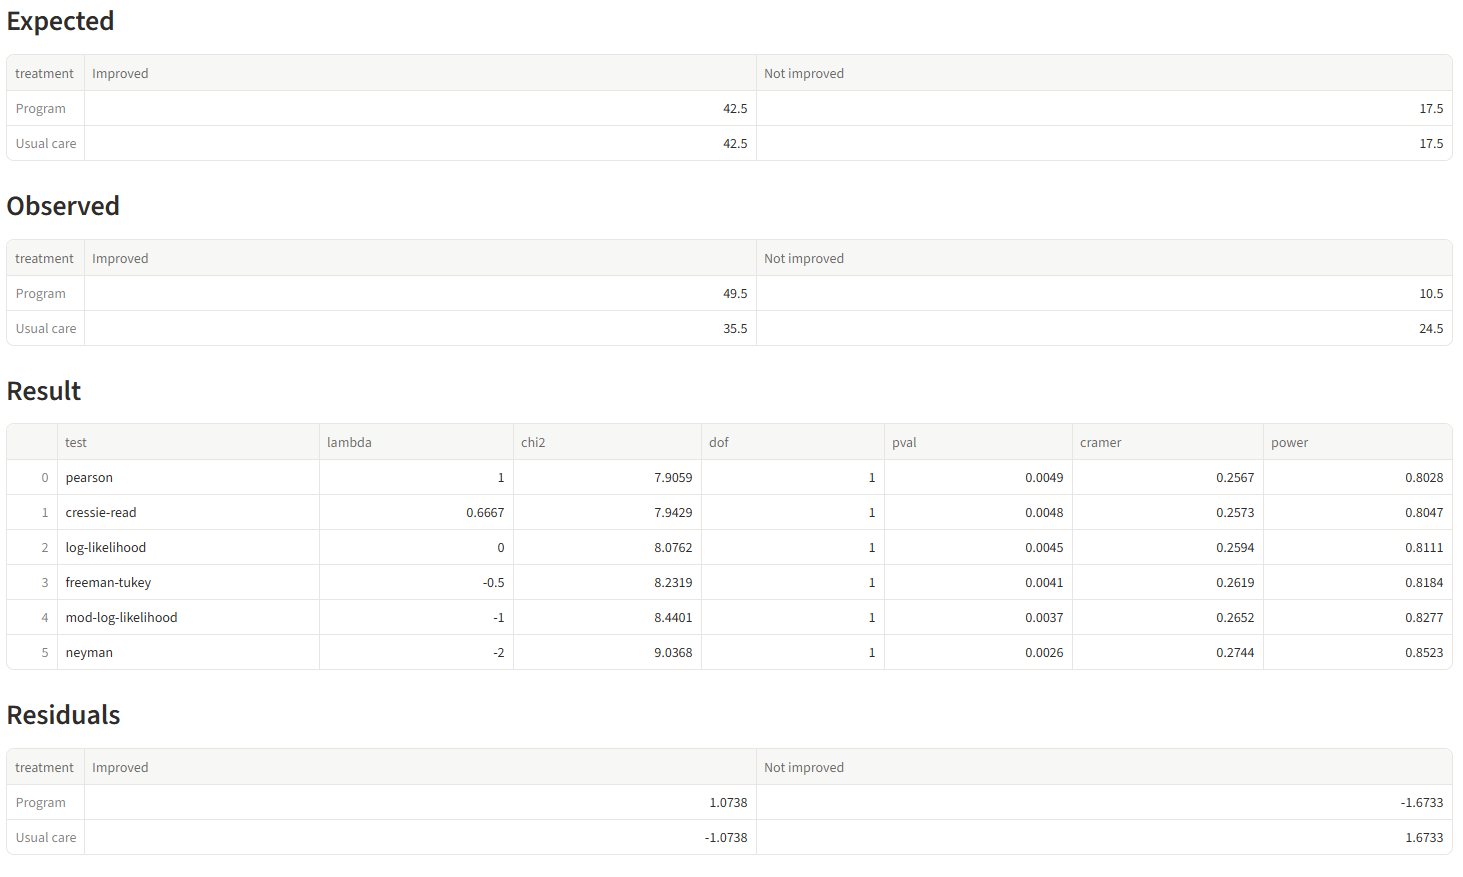 Expected
treatment Improved Not improved
Program 42.5 17.5
Usual care 42.5 17.5
Observed
treatment Improved Not improved
Program 49.5 10.5
Usual care 35.5 24.5
Result
test lambda chi2 dof pval cramer power
0 pearson 1 7.9059 1 0.0049 0.2567 0.8028
1 cressie-read 0.6667 7.9429 1 0.0048 0.2573 0.8047
2 log-likelihood 0 8.0762 1 0.0045 0.2594 0.8111
3 freeman-tukey -0.5 8.2319 1 0.0041 0.2619 0.8184
4 mod-log-likelihood -1 8.4401 1 0.0037 0.2652 0.8277
5 neyman -2 9.0368 1 0.0026 0.2744 0.8523
Residuals
treatment Improved Not improved
Program 1.0738 -1.6733
Usual care -1.0738 1.6733